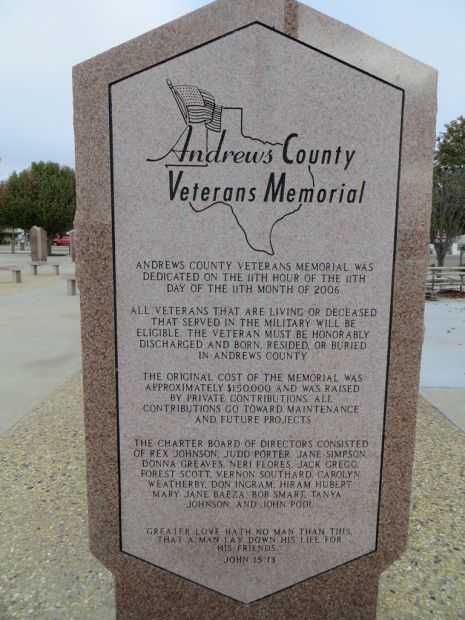 Andrews County
Veterans Memorial
ANDREWS COUNTY VETERANS MEMORIAL WAS
DEDICATED ON THE 11TH HOUR OF THE 11TH
DAY OF THE 11TH MONTH OF 2006
ALL VETERANS THAT ARE LIVING OR DECEASED
THAT SERVED IN THE MILITARY WILL BE
ELIGIBLE. THE VETERAN MUST BE HONORABLY
DISCHARGED AND BORN, RESIDED, OR BURIED
IN ANDREWS COUNTY
THE ORIGINAL COST OF THE MEMORIAL WAS
APPROXIMATELY $150,000 AND WAS RAISED
BY PRIVATE CONTRIBUTIONS. ALL
CONTRIBUTIONS GO TOWARD MAINTENANCE
AND FUTURE PROJECTS
THE CHARTER BOARD OF DIRECTORS CONSISTED
OF REX JOHNSON, JUDD PORTER, JANE SIMPSON,
DONNA GREAVES, NERI FLORES, JACK GREGG,
FOREST SCOTT, VERNON SOUTHARD, CAROLYN
WEATHERBY, DON INGRAM, HIRAM HUBERT,
MARY JANE BAEZA, BOB SMART, TANYA
JOHNSON, AND JOHN POOL
GREATER LOVE HATH NO MAN THAN THIS,
THAT A MAN LAY DOWN HIS LIFE FOR
HIS FRIENDS.
JOHN 15:13